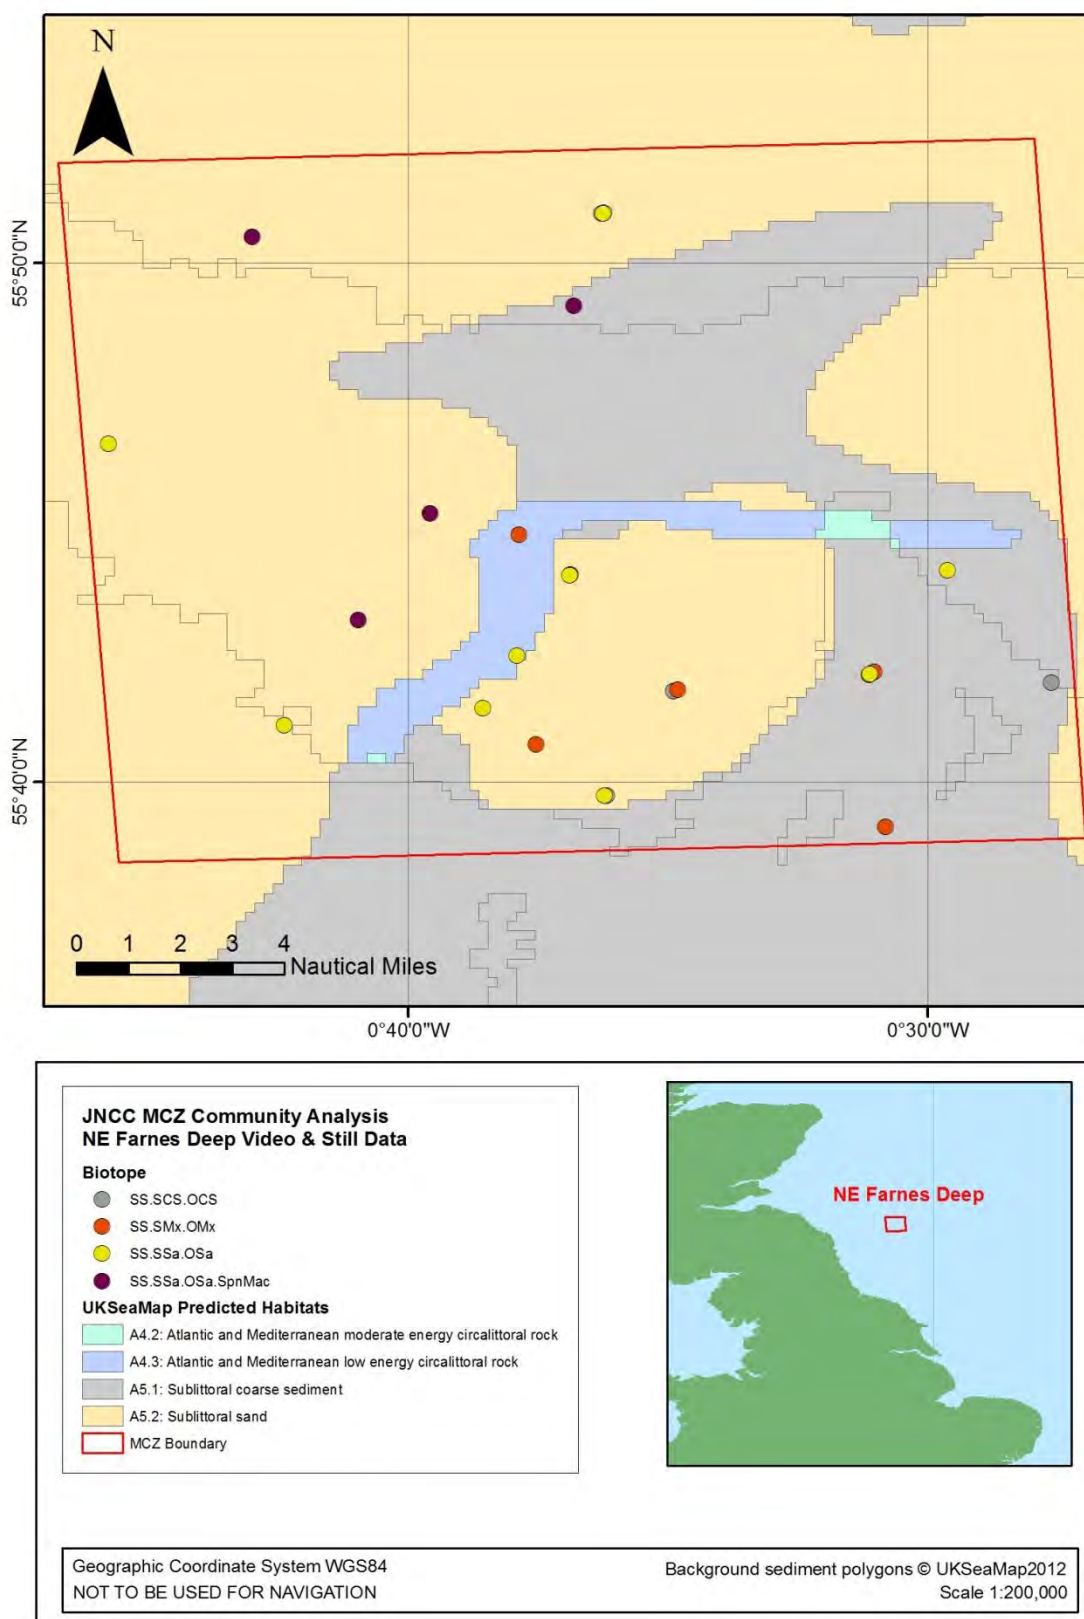 N
55°50'0"N
55°40'0"N
0 1 2 3 4
Nautical Miles
0°40'0"W
0°30'0"W
JNCC MCZ Community Analysis
NE Farnes Deep Video & Still Data
Biotope
SS.SCS.OCS
SS.SMx.OMx
SS.SSa.OSa
SS.SSa.OSa.SpnMac
UKSeaMap Predicted Habitats
A4.2: Atlantic and Mediterranean moderate energy circalittoral rock
A4.3: Atlantic and Mediterranean low energy circalittoral rock
A5.1: Sublittoral coarse sediment
A5.2: Sublittoral sand
MCZ Boundary
NE Farnes Deep
Geographic Coordinate System WGS84
NOT TO BE USED FOR NAVIGATION
Background sediment polygons © UKSeaMap2012
Scale 1:200,000